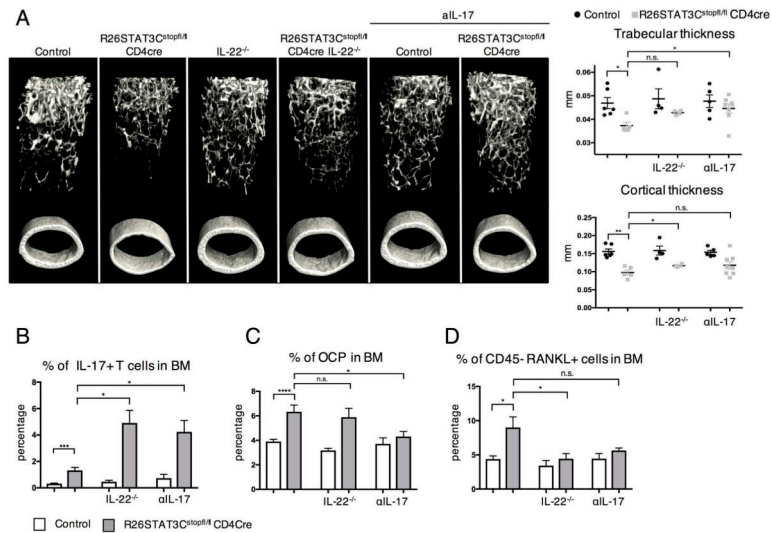 A
aIL-17
Control
R26STAT3Cstopfl/fl
CD4cre
IL-22-/-
R26STAT3Cstopfl/fl
CD4cre IL-22-/-
Control
R26STAT3Cstopfl/fl
CD4cre
Control
R26STAT3Cstopfl/fl CD4cre
Trabecular thickness
mm
0.07
0.06
0.05
0.04
0.03
*
n.s.
*
IL-22-/-
αIL-17
Cortical thickness
mm
0.25
0.20
0.15
0.10
0.05
0.00
**
*
n.s.
IL-22-/-
αIL-17
B
% of IL-17+ T cells in BM
percentage
8
6
4
2
0
***
*
*
IL-22-/-
αIL-17
C
% of OCP in BM
percentage
8
6
4
2
0
****
n.s.
*
IL-22-/-
αIL-17
D
% of CD45- RANKL+ cells in BM
percentage
15
10
5
0
*
*
n.s.
IL-22-/-
αIL-17
Control
R26STAT3Cstopfl/fl CD4Cre